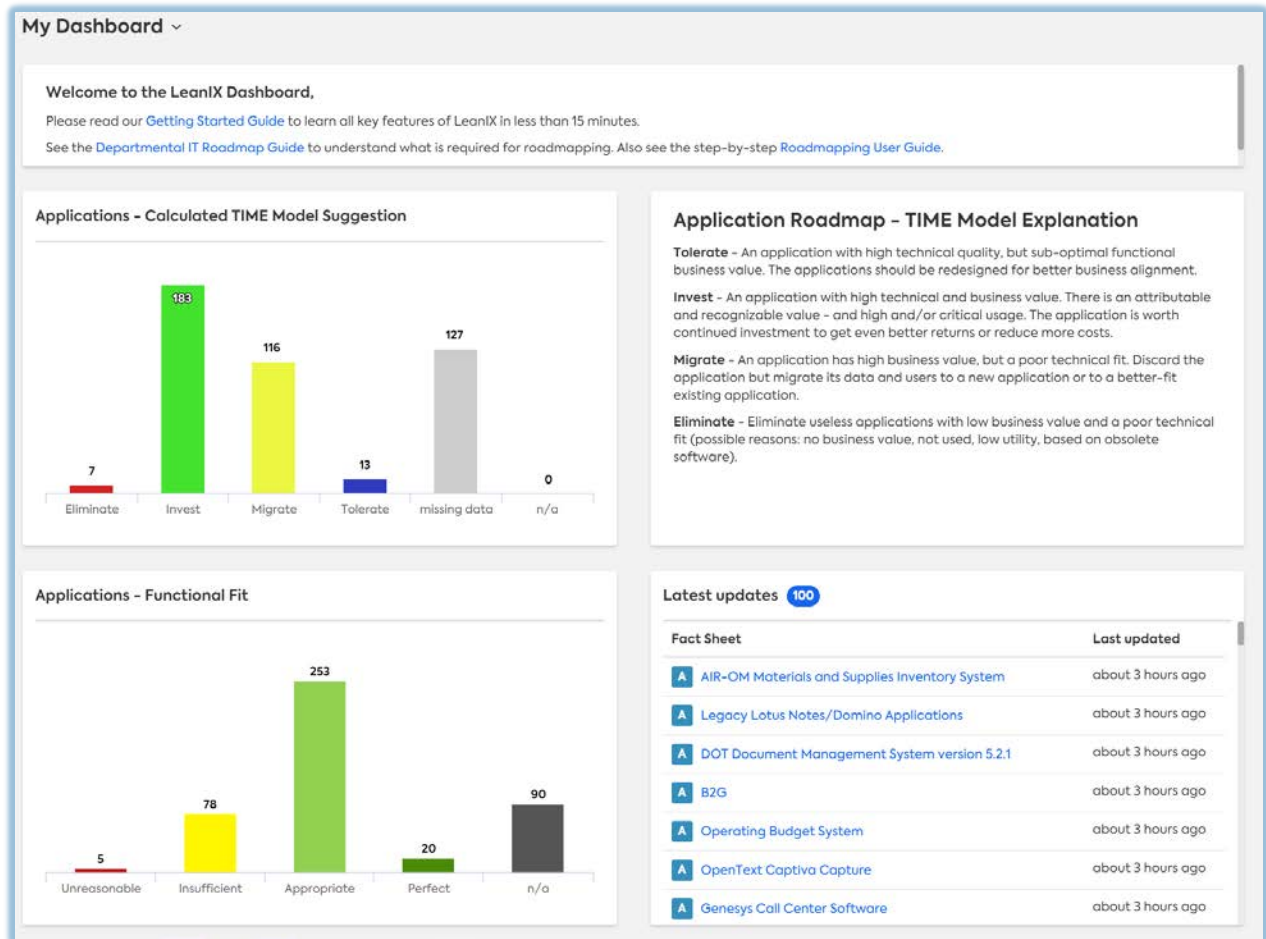 My Dashboard
Welcome to the LeanIX Dashboard,
Please read our Getting Started Guide to learn all key features of LeanIX in less than 15 minutes.
See the Departmental IT Roadmap Guide to understand what is required for roadmapping. Also see the step-by-step Roadmapping User Guide.
Applications - Calculated TIME Model Suggestion
183
116
127
7
13
0
Eliminate
Invest
Migrate
Tolerate
missing data
n/a
Application Roadmap - TIME Model Explanation
Tolerate - An application with high technical quality, but sub-optimal functional
business value. The applications should be redesigned for better business alignment.
Invest - An application with high technical and business value. There is an attributable
and recognizable value - and high and/or critical usage. The application is worth
continued investment to get even better returns or reduce more costs.
Migrate - An application has high business value, but a poor technical fit. Discard the
application but migrate its data and users to a new application or to a better-fit
existing application.
Eliminate - Eliminate useless applications with low business value and a poor technical
fit (possible reasons: no business value, not used, low utility, based on obsolete
software).
Applications - Functional Fit
253
78
90
5
20
Unreasonable
Insufficient
Appropriate
Perfect
n/a
Latest updates 100
Fact Sheet Last updated
A AIR-OM Materials and Supplies Inventory System about 3 hours ago
A Legacy Lotus Notes/Domino Applications about 3 hours ago
A DOT Document Management System version 5.2.1 about 3 hours ago
A B2G about 3 hours ago
A Operating Budget System about 3 hours ago
A OpenText Captiva Capture about 3 hours ago
A Genesys Call Center Software about 3 hours ago